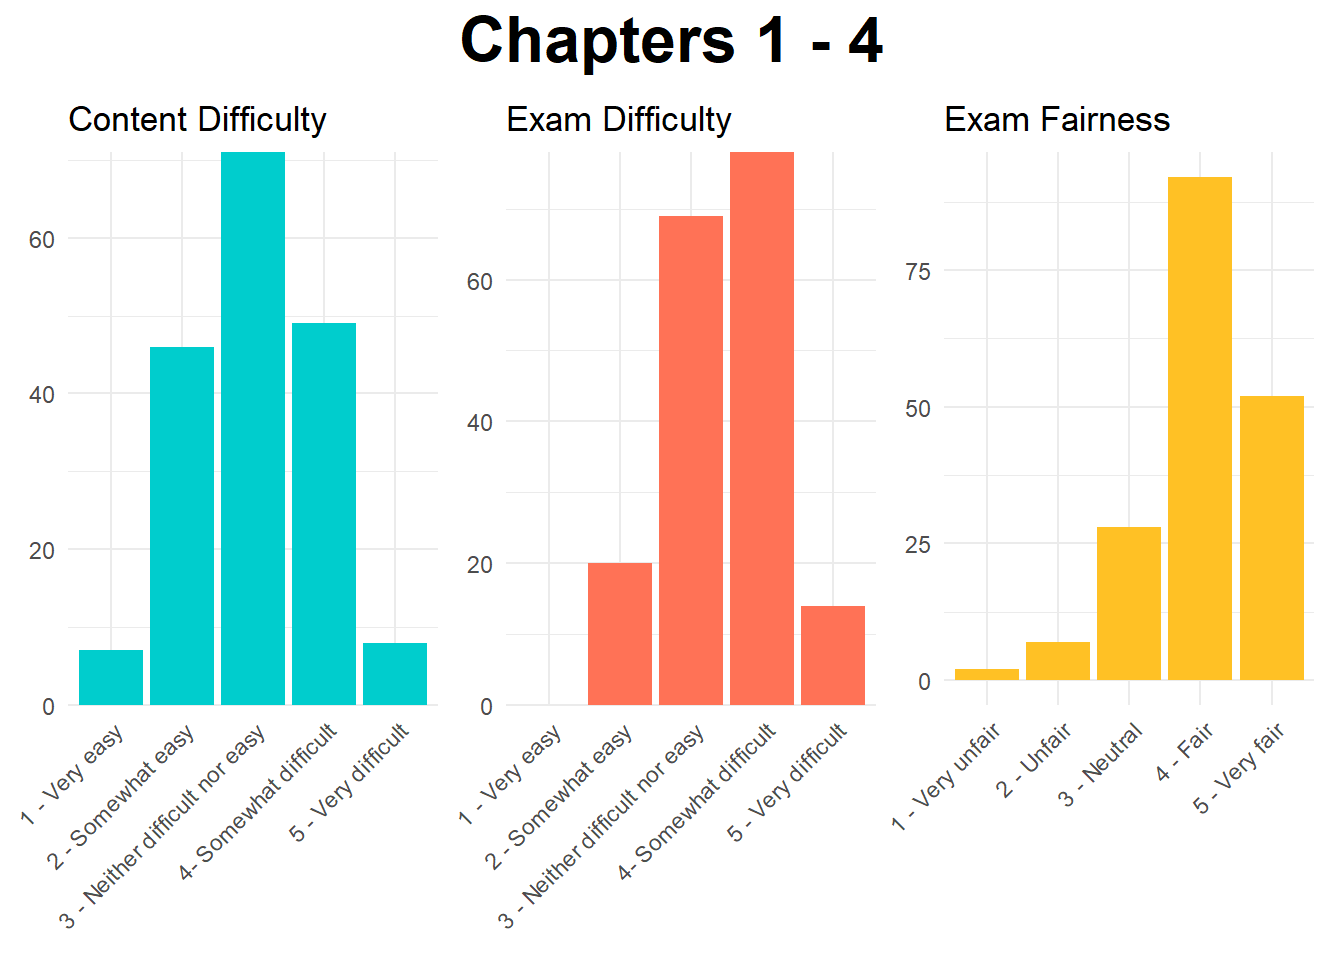 Chapters 1 - 4
Content Difficulty
60
40
20
0
1 - Very easy
2 - Somewhat easy
3 - Neither difficult nor easy
4- Somewhat difficult
5 - Very difficult
Exam Difficulty
60
40
20
0
1 - Very easy
2 - Somewhat easy
3 - Neither difficult nor easy
4- Somewhat difficult
5 - Very difficult
Exam Fairness
75
50
25
0
1 - Very unfair
2 - Unfair
3 - Neutral
4 - Fair
5 - Very fair